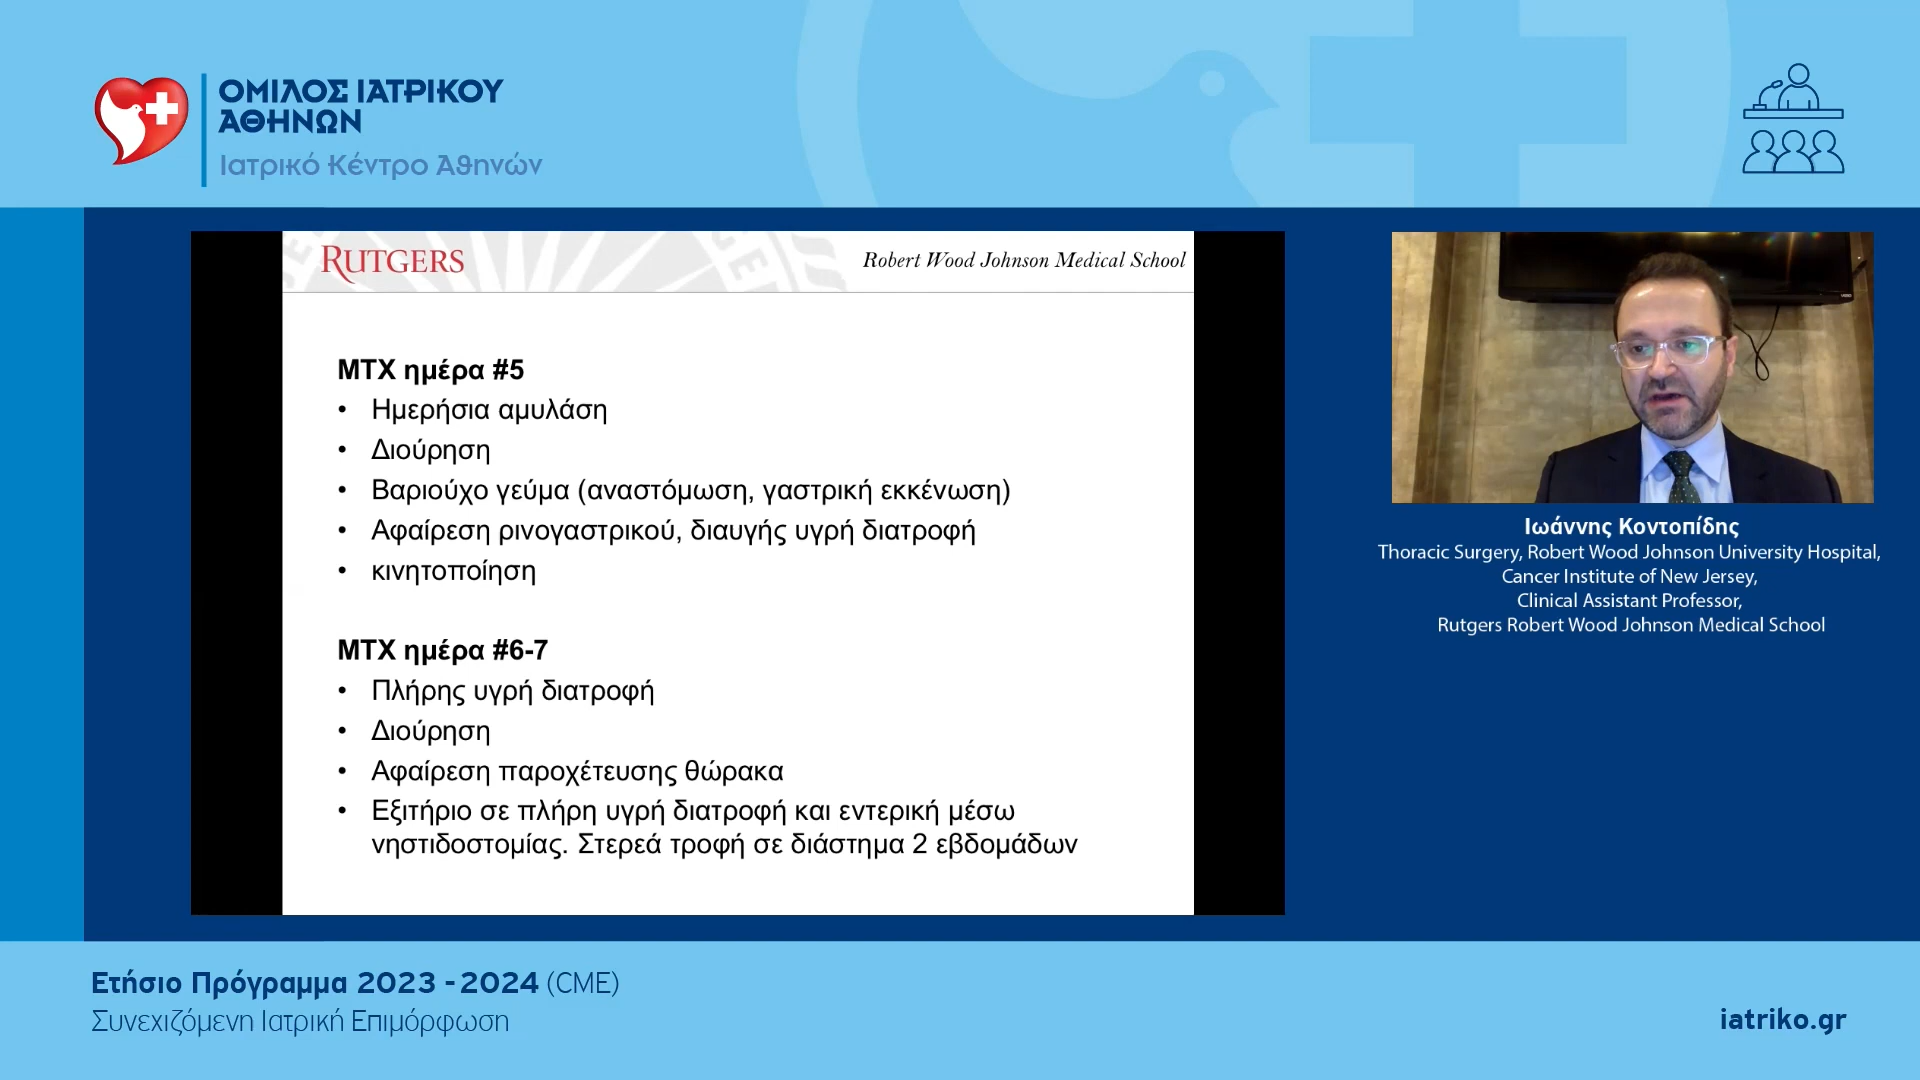 ΟΜΙΛΟΣ ΙΑΤΡΙΚΟΥ
ΑΘΗΝΩΝ
Ιατρικό Κέντρο Αθηνών
RUTGERS
Robert Wood Johnson Medical School
ΜΤΧ ημέρα #5
• Ημερήσια αμυλάση
• Διούρηση
• Βαριούχο γεύμα (αναστόμωση, γαστρική εκκένωση)
• Αφαίρεση ρινογαστρικού, διαυγής υγρή διατροφή
• κινητοποίηση
ΜΤΧ ημέρα #6-7
• Πλήρης υγρή διατροφή
• Διούρηση
• Αφαίρεση παροχέτευσης θώρακα
• Εξιτήριο σε πλήρη υγρή διατροφή και εντερική μέσω
νηστιδοστομίας. Στερεά τροφή σε διάστημα 2 εβδομάδων
Ιωάννης Κοντοπίδης
Thoracic Surgery, Robert Wood Johnson University Hospital,
Cancer Institute of New Jersey,
Clinical Assistant Professor,
Rutgers Robert Wood Johnson Medical School
Ετήσιο Πρόγραμμα 2023 - 2024 (CME)
Συνεχιζόμενη Ιατρική Επιμόρφωση
iatriko.gr